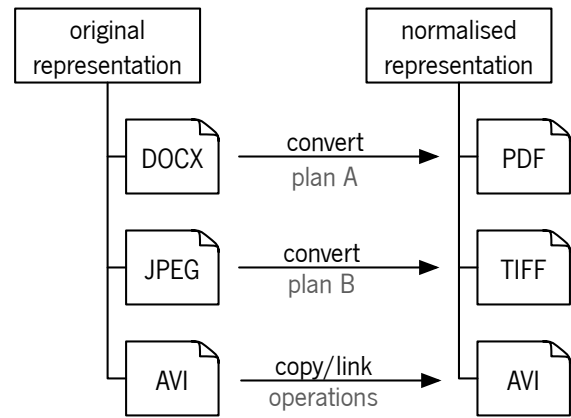 original
representation
normalised
representation
DOCX
convert
plan A
PDF
JPEG
convert
plan B
TIFF
AVI
copy/link
operations
AVI